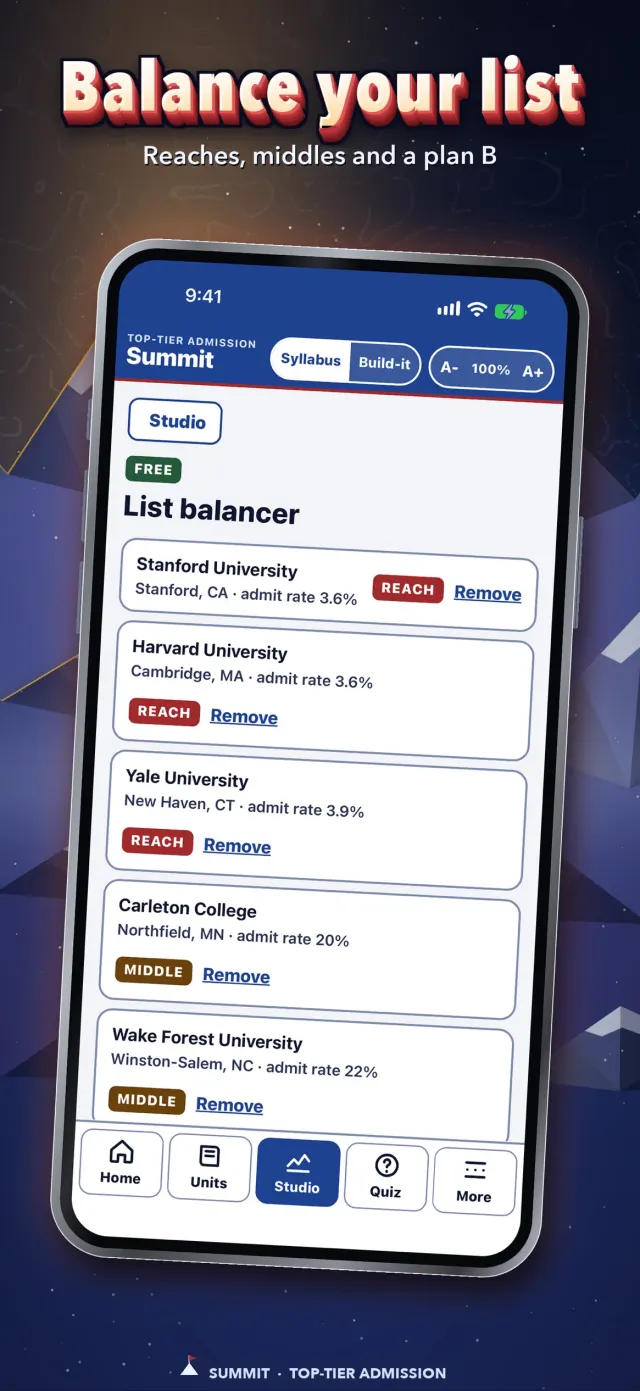 Balance your list
Reaches, middles and a plan B
9:41
TOP-TIER ADMISSION
Summit
Syllabus
Build-it
A-
100%
A+
Studio
FREE
List balancer
Stanford University
Stanford, CA · admit rate 3.6%
REACH
Remove
Harvard University
Cambridge, MA · admit rate 3.6%
REACH
Remove
Yale University
New Haven, CT · admit rate 3.9%
REACH
Remove
Carleton College
Northfield, MN · admit rate 20%
MIDDLE
Remove
Wake Forest University
Winston-Salem, NC · admit rate 22%
MIDDLE
Remove
Home
Units
Studio
Quiz
More
SUMMIT · TOP-TIER ADMISSION